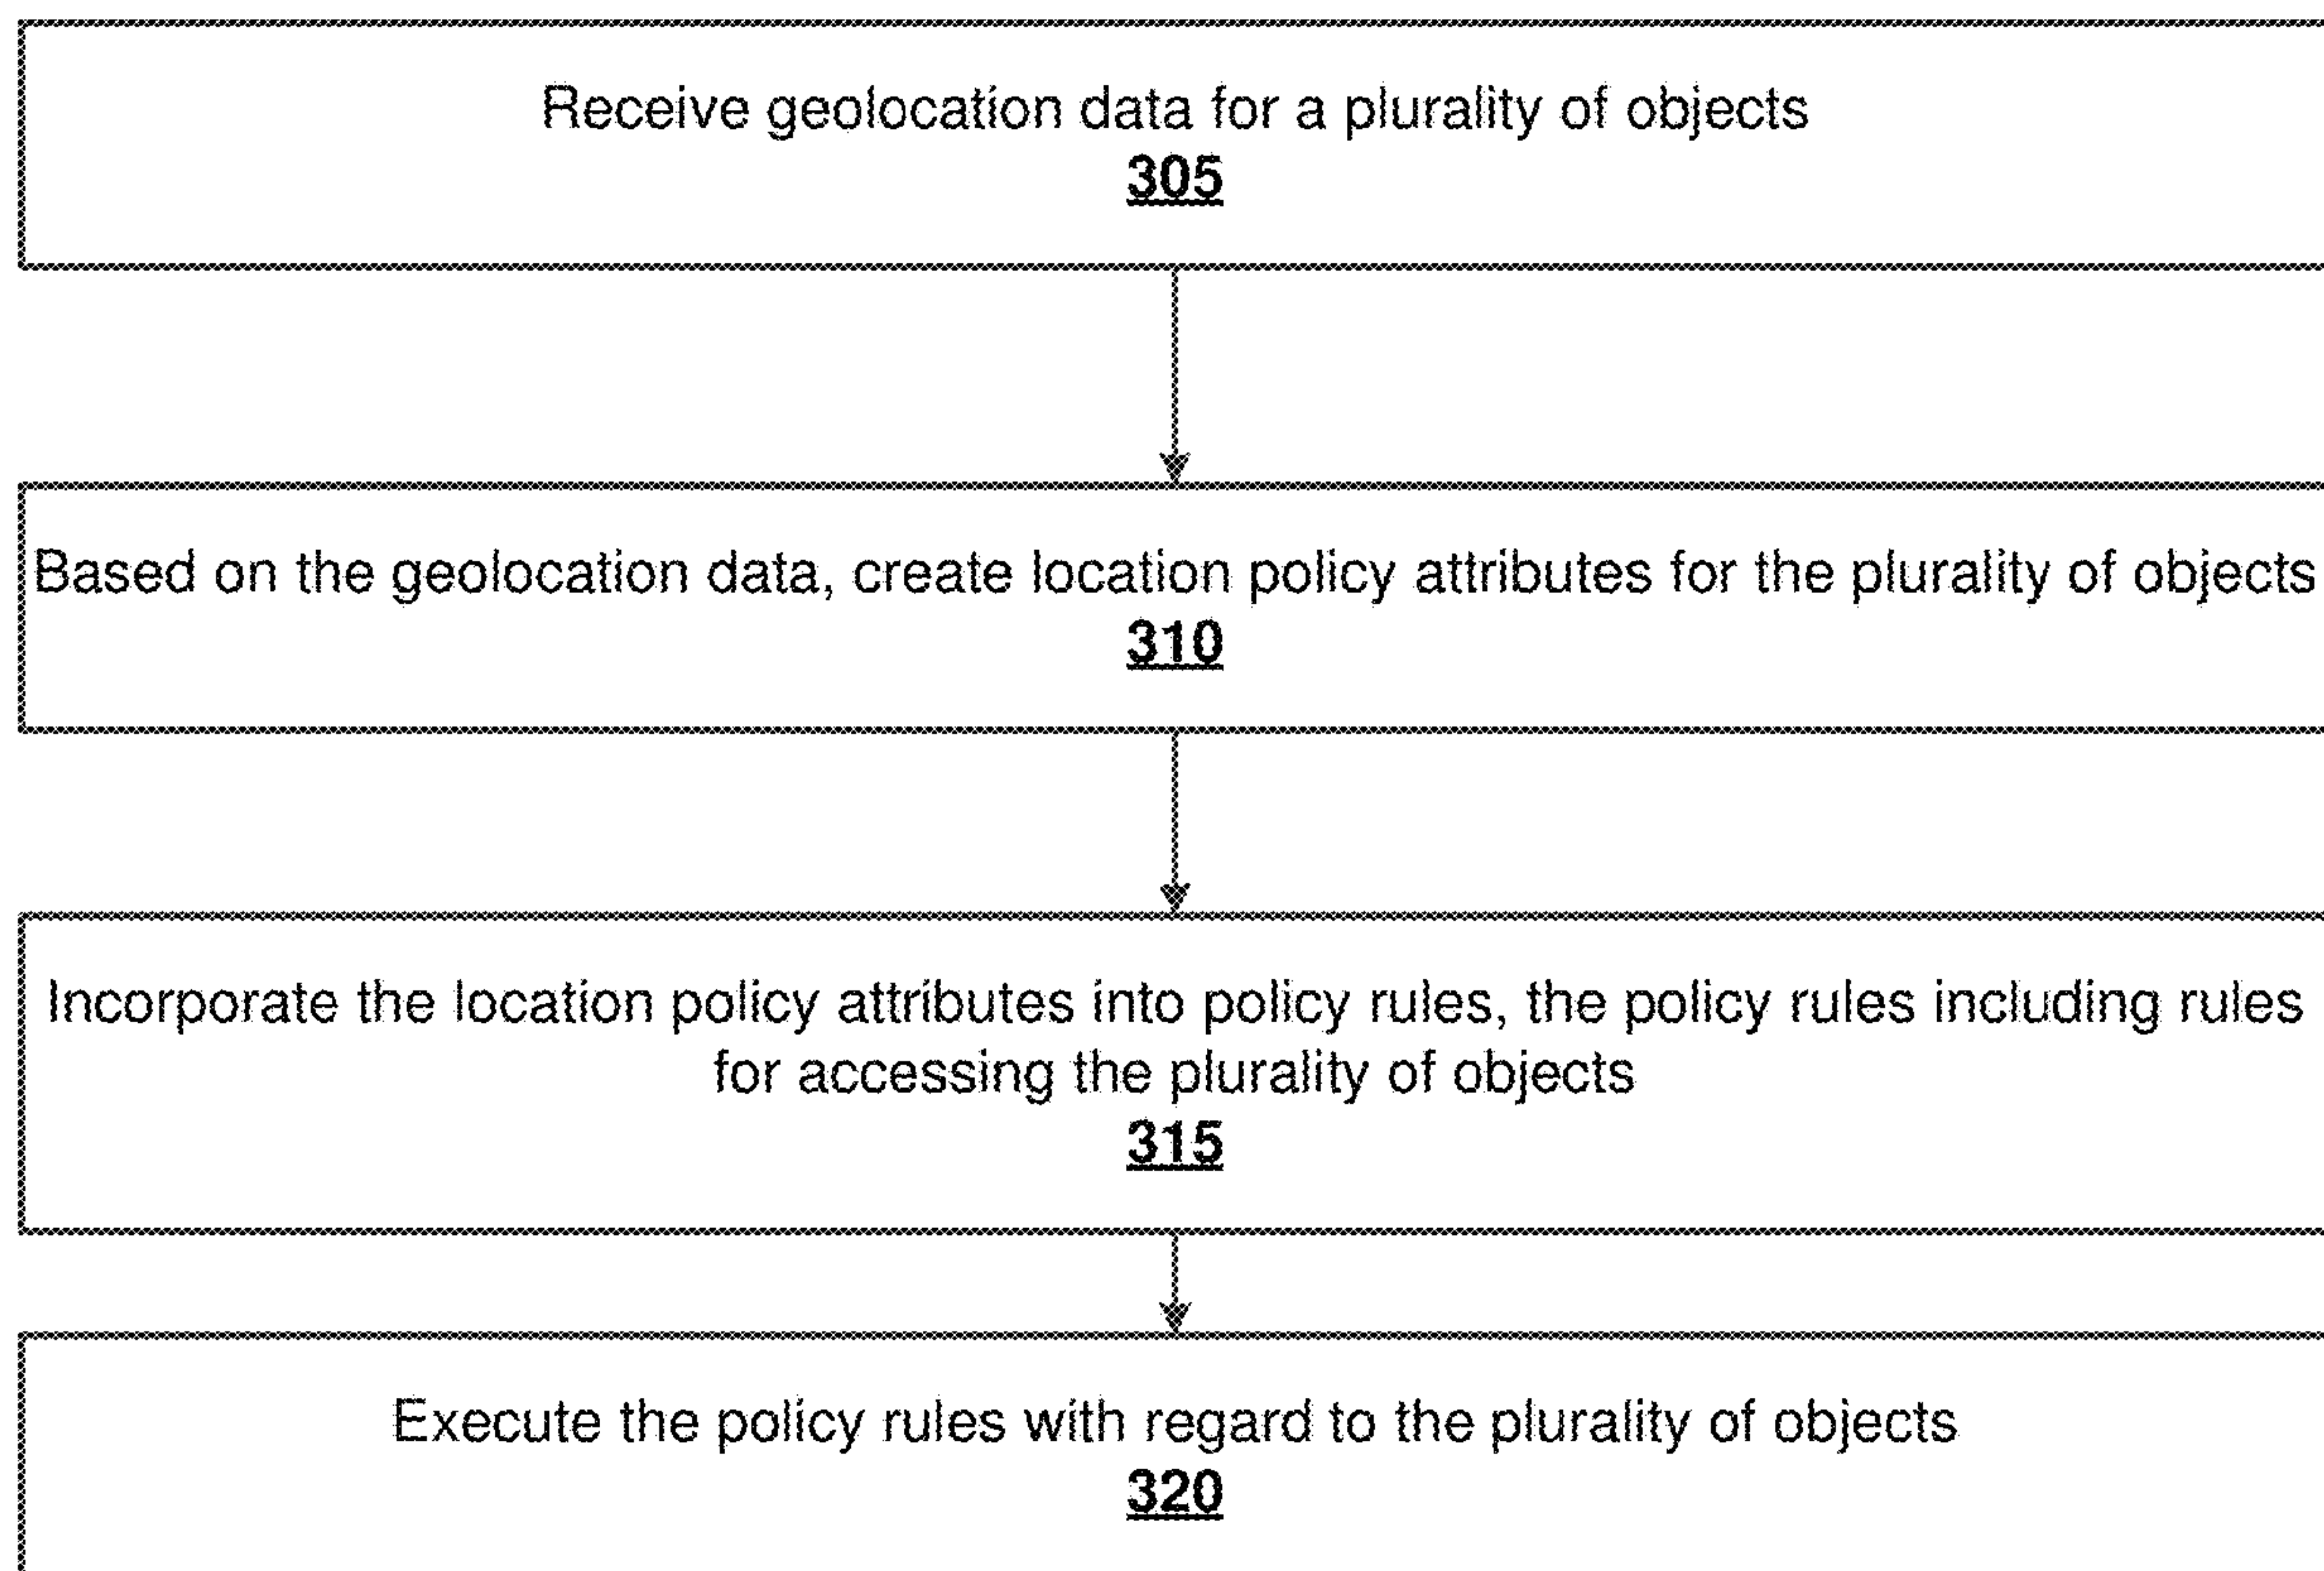 Receive geolocation data for a plurality of objects
305
Based on the geolocation data, create location policy attributes for the plurality of objects
310
Incorporate the location policy attributes into policy rules, the policy rules including rules
for accessing the plurality of objects
315
Execute the policy rules with regard to the plurality of objects
320